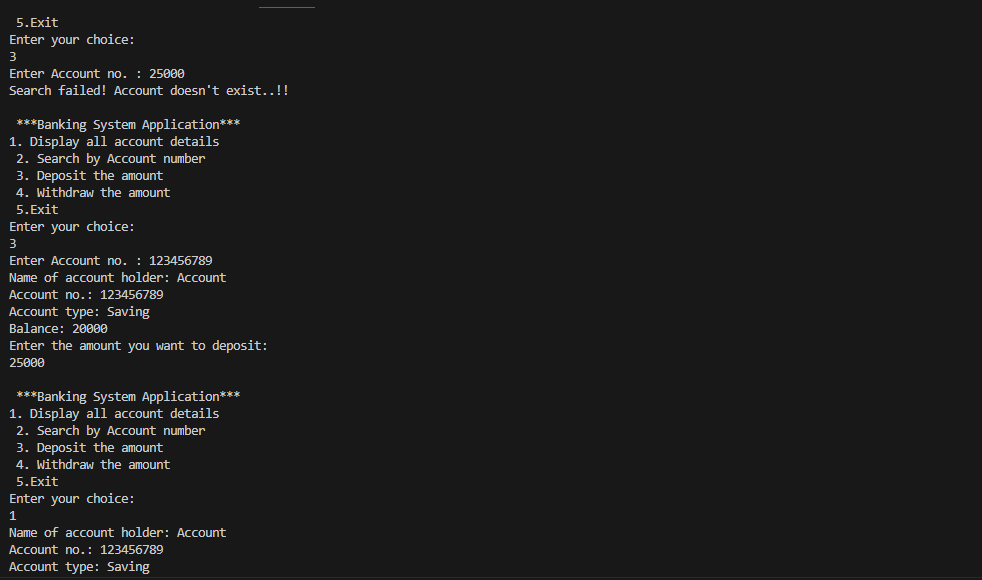 5.Exit
Enter your choice:
3
Enter Account no. : 25000
Search failed! Account doesn't exist..!!
***Banking System Application***
1. Display all account details
2. Search by Account number
3. Deposit the amount
4. Withdraw the amount
5.Exit
Enter your choice:
3
Enter Account no. : 123456789
Name of account holder: Account
Account no.: 123456789
Account type: Saving
Balance: 20000
Enter the amount you want to deposit:
25000
***Banking System Application***
1. Display all account details
2. Search by Account number
3. Deposit the amount
4. Withdraw the amount
5.Exit
Enter your choice:
1
Name of account holder: Account
Account no.: 123456789
Account type: Saving